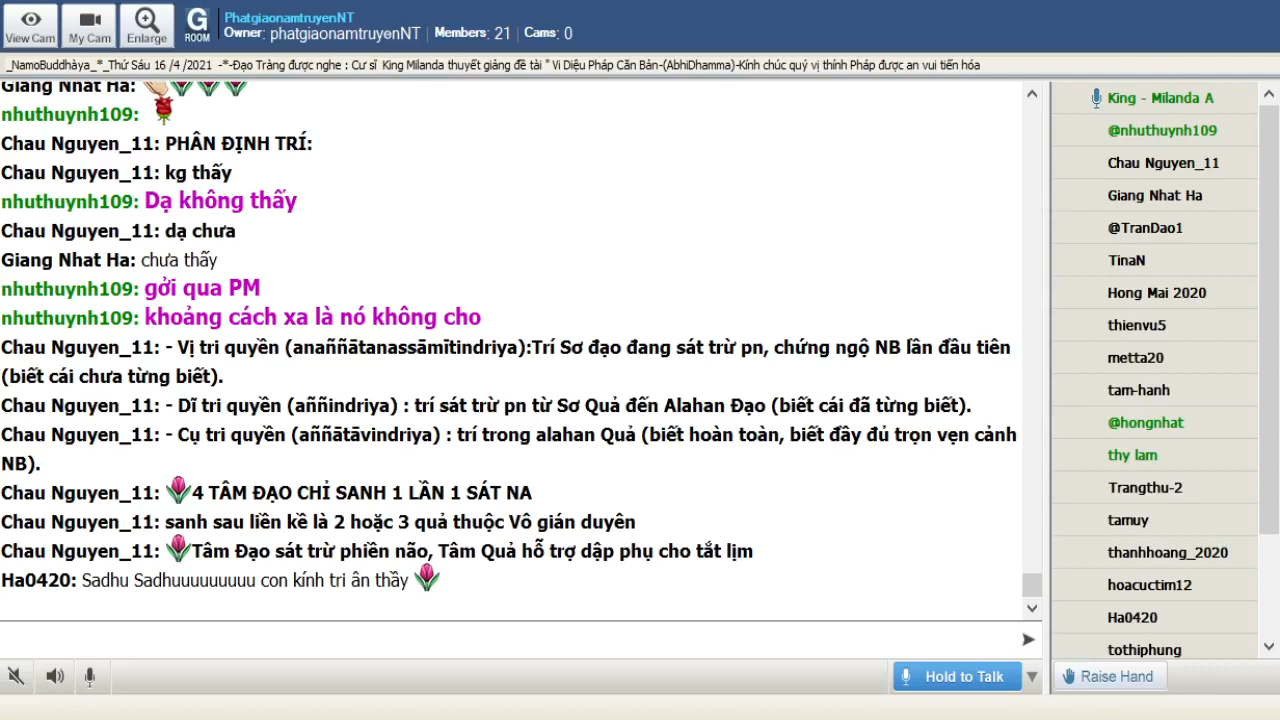 View Cam
My Cam
Enlarge
G
ROOM
PhatgiaonamtruyenNT
Owner: phatgiaonamtruyenNT | Members: 21 | Cams: 0
_NamoBuddhàya_*_Thứ Sáu 16 /4 /2021 -*-Đạo Tràng được nghe : Cư sĩ King Milanda thuyết giảng đề tài " Vi Diệu Pháp Căn Bản-(AbhiDhamma)-Kính chúc quý vị thính Pháp được an vui tiến hóa
Giang Nhat Ha:
nhuthuynh109:
Chau Nguyen_11: PHÂN ĐỊNH TRÍ:
Chau Nguyen_11: kg thấy
nhuthuynh109: Dạ không thấy
Chau Nguyen_11: dạ chưa
Giang Nhat Ha: chưa thấy
nhuthuynh109: gởi qua PM
nhuthuynh109: khoảng cách xa là nó không cho
Chau Nguyen_11: - Vị tri quyền (anaññātanassāmītindriya):Trí Sơ đạo đang sát trừ pn, chứng ngộ NB lần đầu tiên
(biết cái chưa từng biết).
Chau Nguyen_11: - Dĩ tri quyền (aññindriya) : trí sát trừ pn từ Sơ Quả đến Alahan Đạo (biết cái đã từng biết).
Chau Nguyen_11: - Cụ tri quyền (aññātāvindriya) : trí trong alahan Quả (biết hoàn toàn, biết đầy đủ trọn vẹn cảnh
NB).
Chau Nguyen_11: 4 TÂM ĐẠO CHỈ SANH 1 LẦN 1 SÁT NA
Chau Nguyen_11: sanh sau liền kề là 2 hoặc 3 quả thuộc Vô gián duyên
Chau Nguyen_11: Tâm Đạo sát trừ phiền não, Tâm Quả hỗ trợ dập phụ cho tắt lịm
Ha0420: Sadhu Sadhuuuuuuuuu con kính tri ân thầy
King - Milanda A
@nhuthuynh109
Chau Nguyen_11
Giang Nhat Ha
@TranDao1
TinaN
Hong Mai 2020
thienvu5
metta20
tam-hanh
@hongnhat
thy lam
Trangthu-2
tamuy
thanhhoang_2020
hoacuctim12
Ha0420
tothiphung
Hold to Talk
Raise Hand